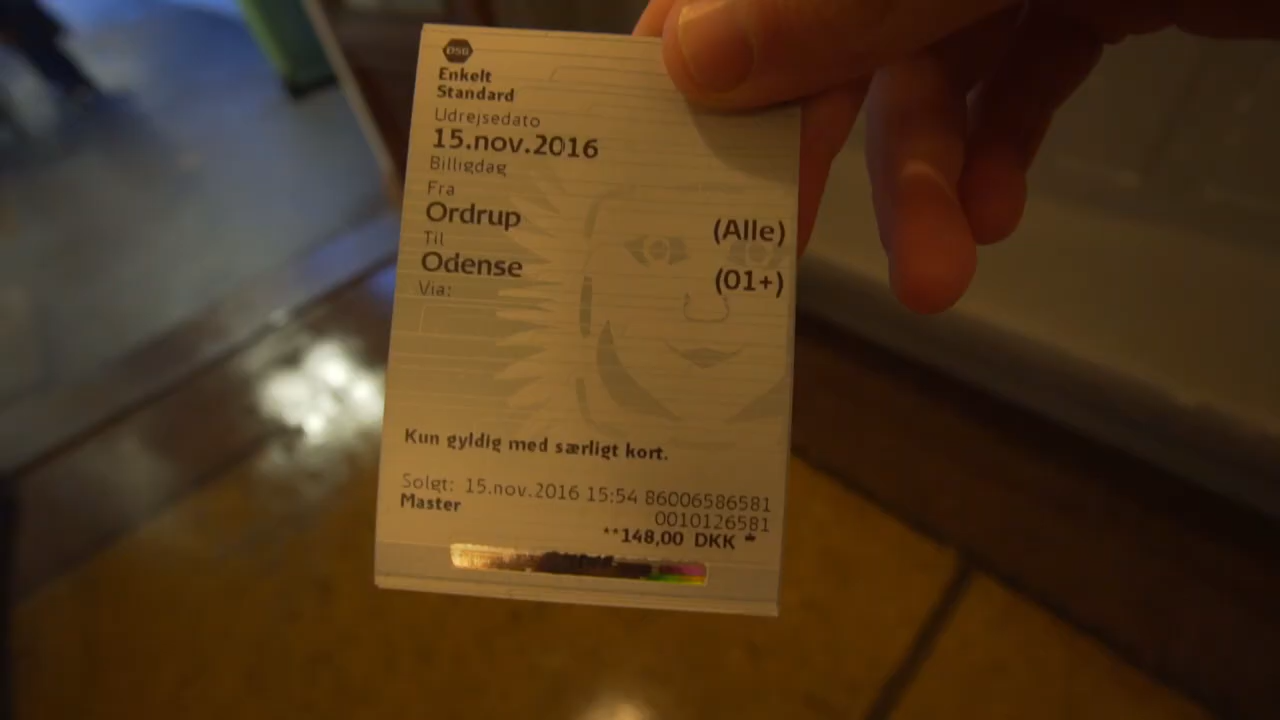 DSB
Enkelt
Standard
Udrejsedato
15.nov.2016
Billigdag
Fra
Ordrup (Alle)
Til
Odense (01+)
Via:
Kun gyldig med særligt kort.
Solgt: 15.nov.2016 15:54 86006586581
Master 0010126581
**148,00 DKK *